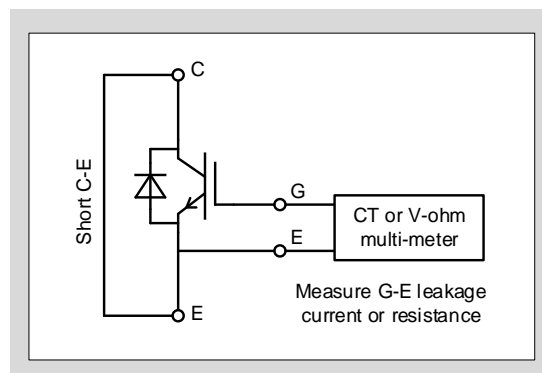 C
Short C-E
G
E
CT or V-ohm
multi-meter
Measure G-E leakage
current or resistance
E